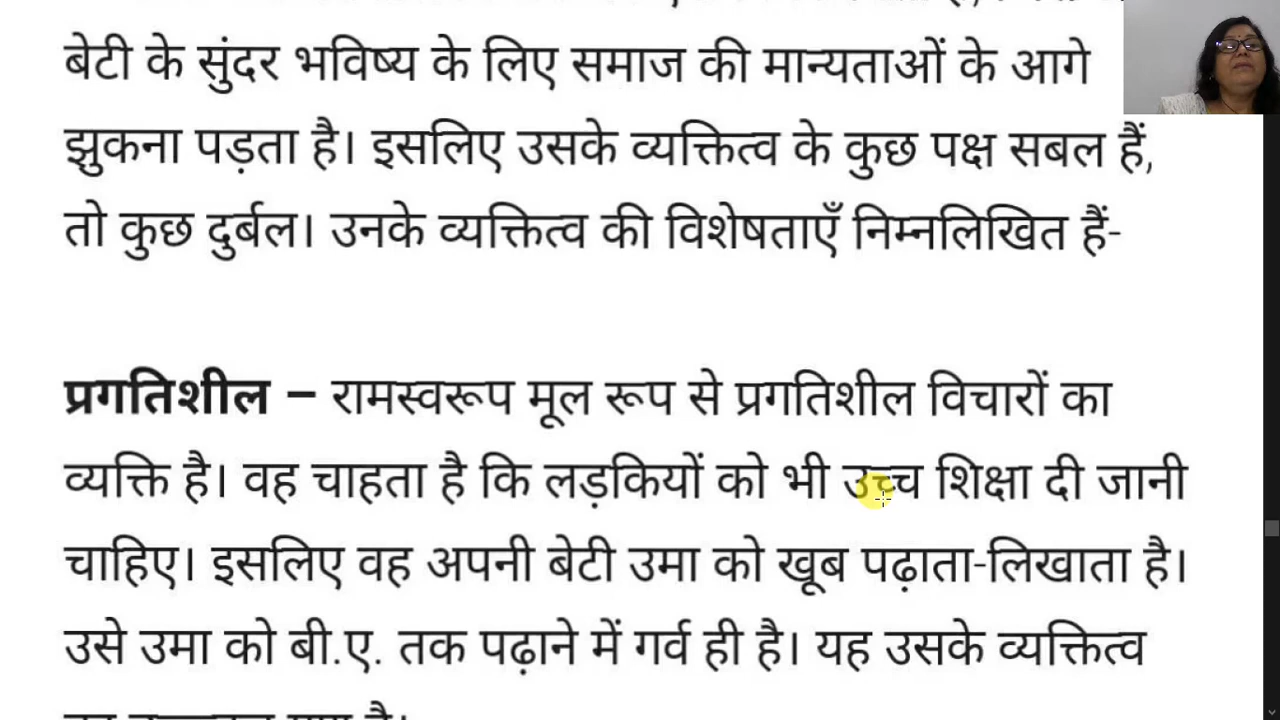 बेटी के सुंदर भविष्य के लिए समाज की मान्यताओं के आगे
झुकना पड़ता है। इसलिए उसके व्यक्तित्व के कुछ पक्ष सबल हैं,
तो कुछ दुर्बल। उनके व्यक्तित्व की विशेषताएँ निम्नलिखित हैं-
प्रगतिशील – रामस्वरूप मूल रूप से प्रगतिशील विचारों का
व्यक्ति है। वह चाहता है कि लड़कियों को भी उच्च शिक्षा दी जानी
चाहिए। इसलिए वह अपनी बेटी उमा को खूब पढ़ाता-लिखाता है।
उसे उमा को बी.ए. तक पढ़ाने में गर्व ही है। यह उसके व्यक्तित्व